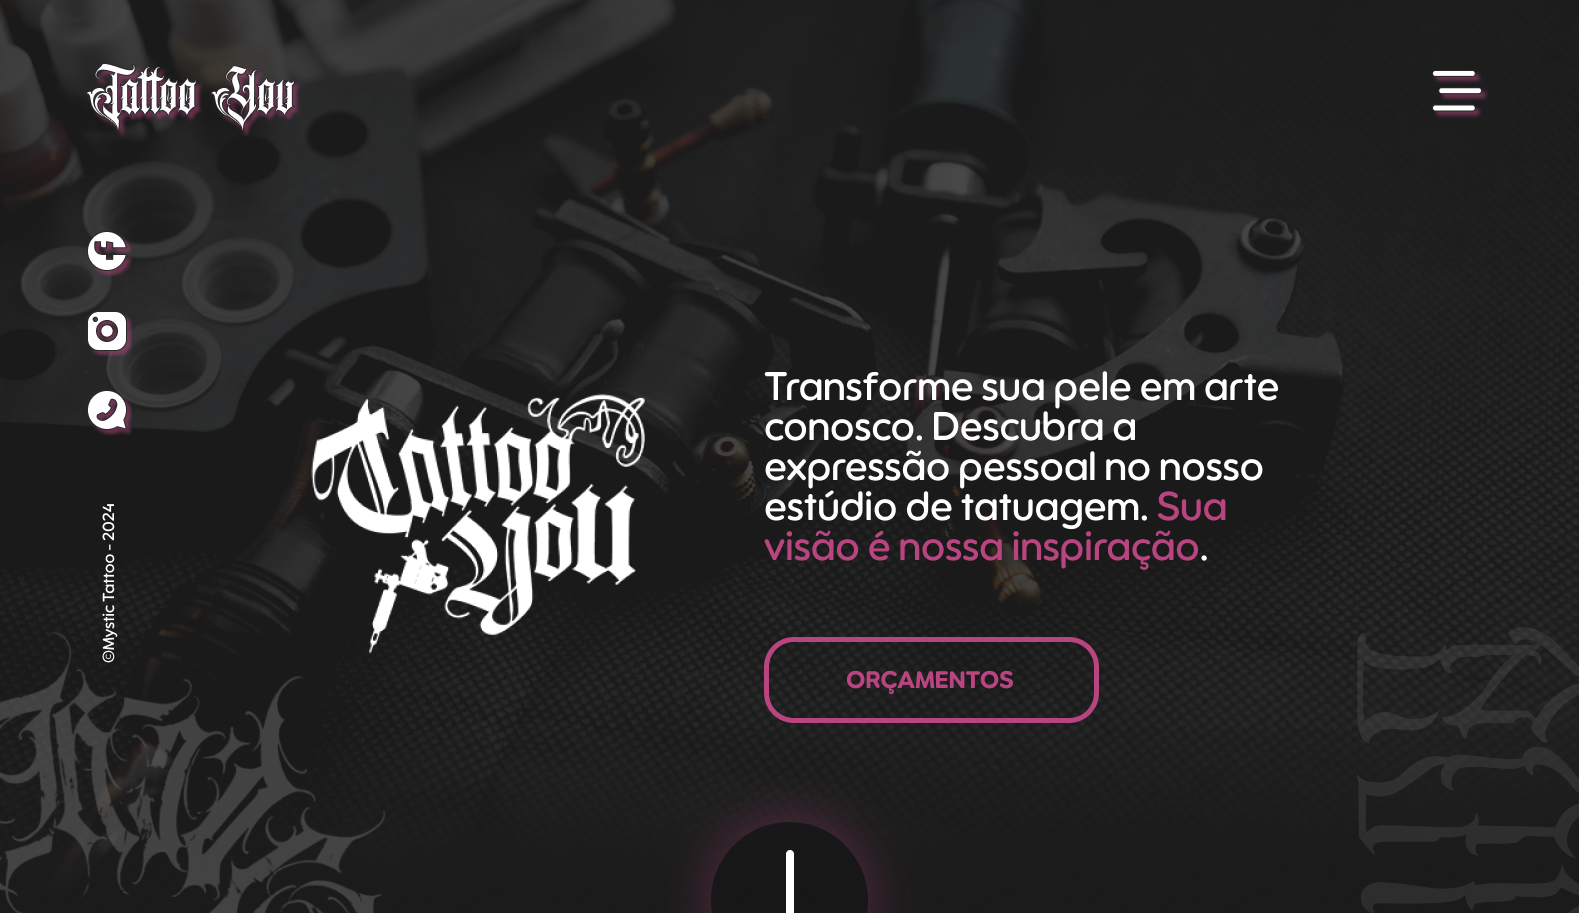 Tattoo You
Transforme sua pele em arte
conosco. Descubra a
expressão pessoal no nosso
estúdio de tatuagem. Sua
visão é nossa inspiração.
Tattoo
You
©Mystic Tattoo - 2024
ORÇAMENTOS